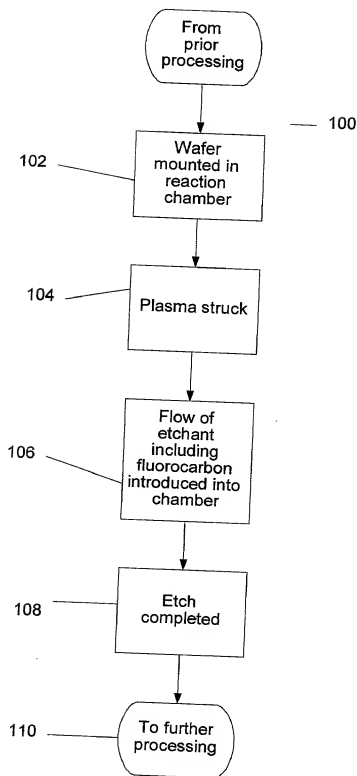 From
prior
processing
100
102
Wafer
mounted in
reaction
chamber
104
Plasma struck
106
Flow of
etchant
including
fluorocarbon
introduced into
chamber
108
Etch
completed
110
To further
processing